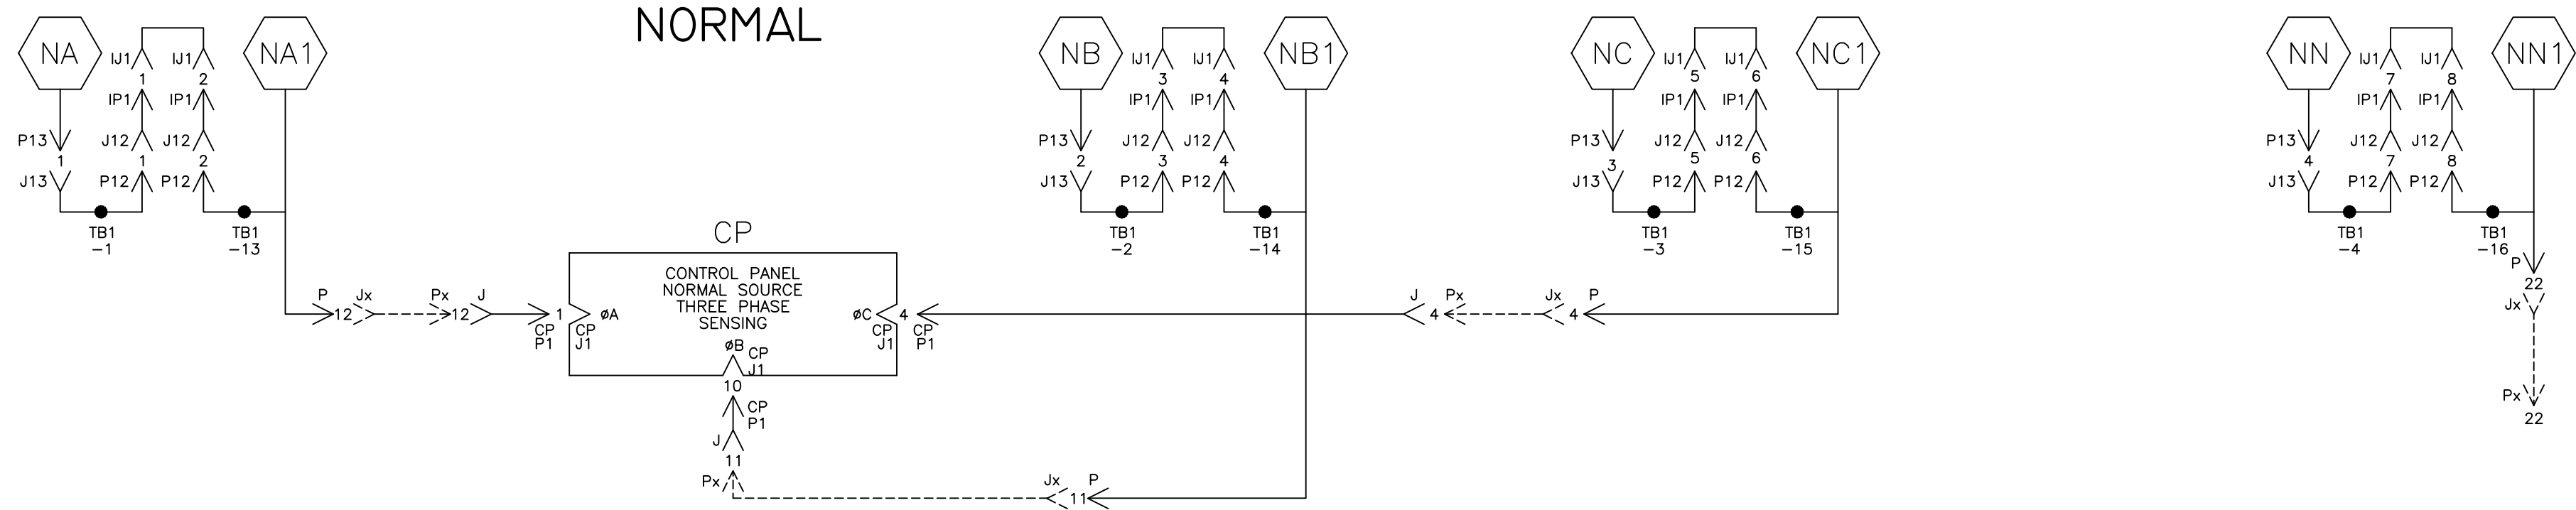 NORMAL
NA
IJ1
IJ1
NA1
1
2
IP1
IP1
P13
J12
J12
1
1
2
J13
P12
P12
TB1
-1
TB1
-13
NB
IJ1
IJ1
NB1
3
4
IP1
IP1
P13
J12
J12
2
3
4
J13
P12
P12
TB1
-2
TB1
-14
NC
IJ1
IJ1
NC1
5
6
IP1
IP1
P13
J12
J12
3
5
6
J13
P12
P12
TB1
-3
TB1
-15
NN
IJ1
IJ1
NN1
7
8
IP1
IP1
P13
J12
J12
4
7
8
J13
P12
P12
TB1
-4
TB1
-16
P
22
Jx
Px
22
CP
CONTROL PANEL
NORMAL SOURCE
THREE PHASE
SENSING
P
12
Jx
Px
12
J
1
CP
P1
CP
J1
øA
øC
4
CP
J1
CP
P1
J
4
Px
Jx
4
P
øB
CP
J1
10
CP
P1
J
11
Px
Jx
11
P